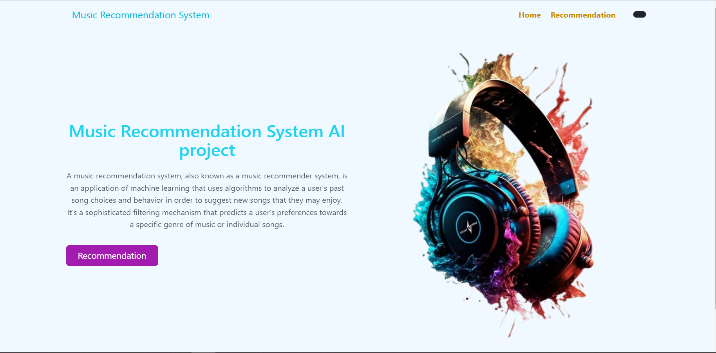 Music Recommendation System
Home Recommendation
Music Recommendation System AI
project
A music recommendation system, also known as a music recommender system, is
an application of machine learning that uses algorithms to analyze a user's past
song choices and behavior in order to suggest new songs that they may enjoy.
It's a sophisticated filtering mechanism that predicts a user's preferences towards
a specific genre of music or individual songs.
Recommendation